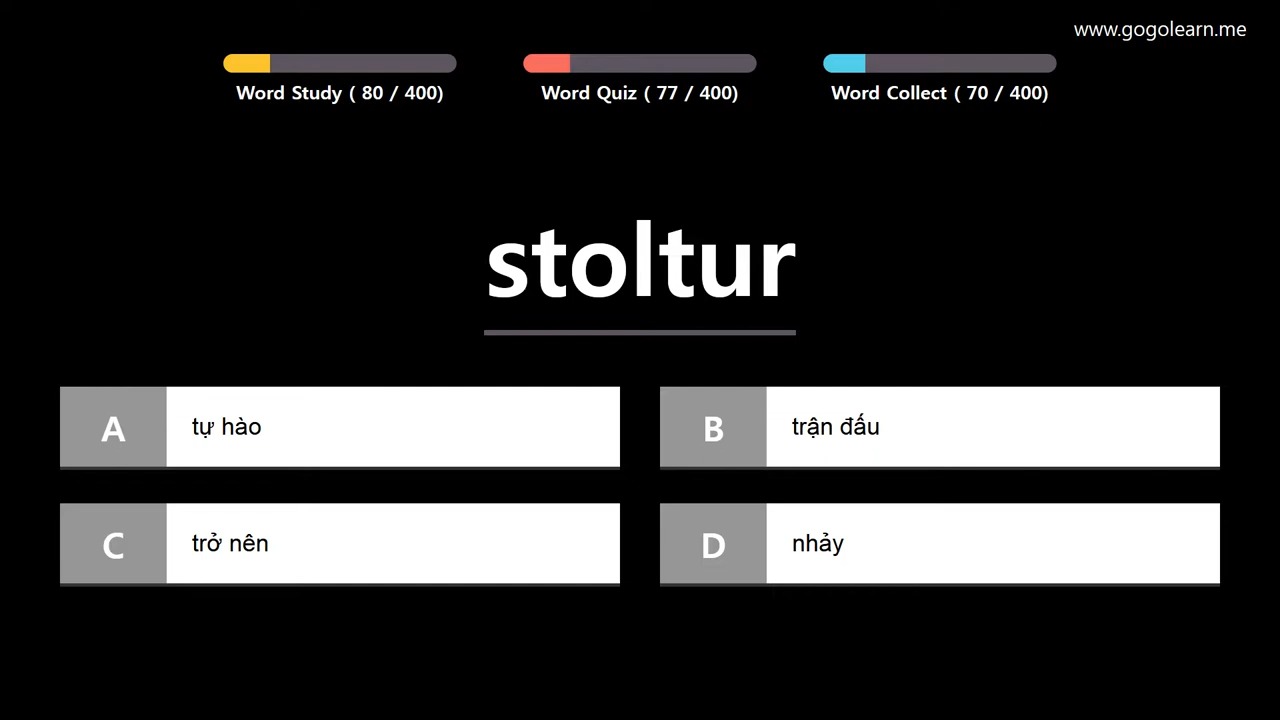 www.gogolearn.me
Word Study ( 80 / 400)
Word Quiz ( 77 / 400)
Word Collect ( 70 / 400)
stoltur
A
tự hào
B
trận đấu
C
trở nên
D
nhảy